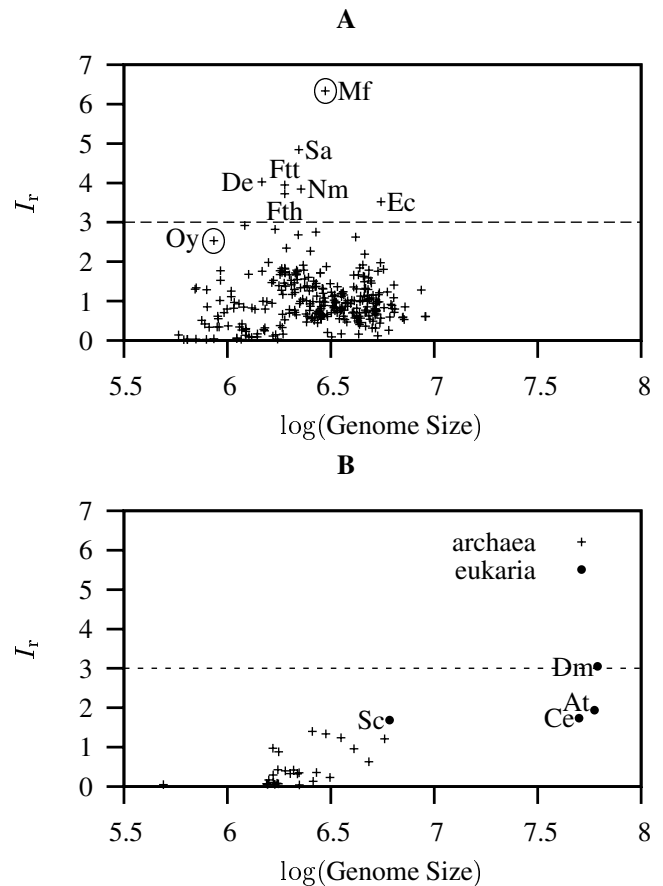 A
7
6
5
4
3
2
1
0
I_r
Mf
Sa
Ftt
De
Nm
Ec
Fth
Oy
5.5 6 6.5 7 7.5 8
log(Genome Size)
B
7
6
5
4
3
2
1
0
I_r
archaea
eukaria
Dm
At
Sc
Ce
5.5 6 6.5 7 7.5 8
log(Genome Size)